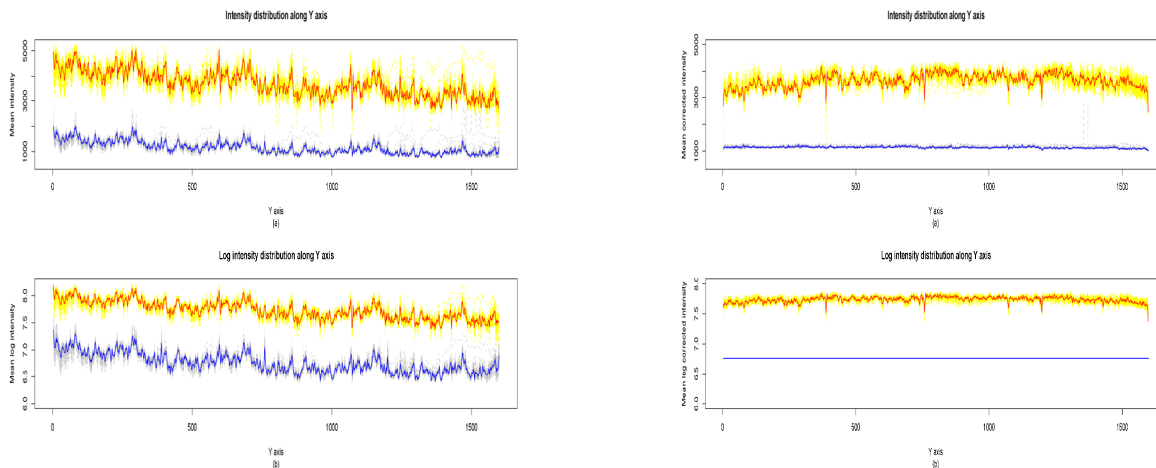 Intensity distribution along Y axis
Mean intensity
5000
3000
1000
0
500
1000
1500
Y axis
(a)
Intensity distribution along Y axis
Mean corrected intensity
5000
3000
1000
0
500
1000
1500
Y axis
(a)
Log intensity distribution along Y axis
Mean log intensity
8.0
7.5
7.0
6.5
6.0
0
500
1000
1500
Y axis
(b)
Log intensity distribution along Y axis
Mean log corrected intensity
8.0
7.5
7.0
6.5
6.0
0
500
1000
1500
Y axis
(b)